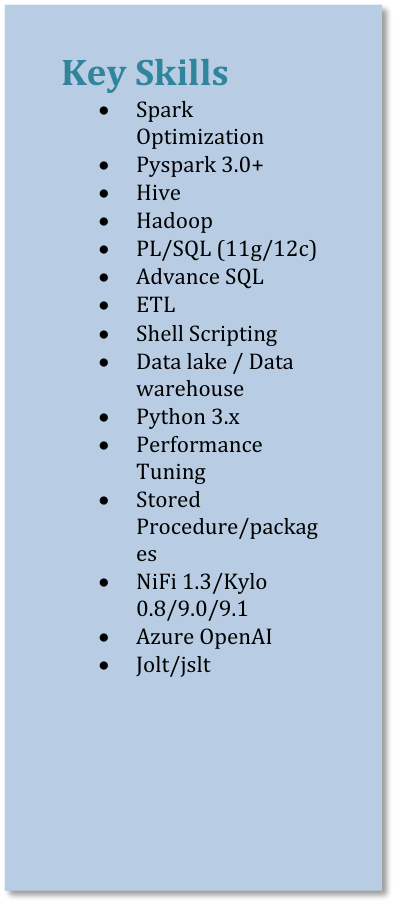 Key Skills
• Spark
Optimization
• Pyspark 3.0+
• Hive
• Hadoop
• PL/SQL (11g/12c)
• Advance SQL
• ETL
• Shell Scripting
• Data lake / Data
warehouse
• Python 3.x
• Performance
Tuning
• Stored
Procedure/packag
es
• NiFi 1.3/Kylo
0.8/9.0/9.1
• Azure OpenAI
• Jolt/jslt